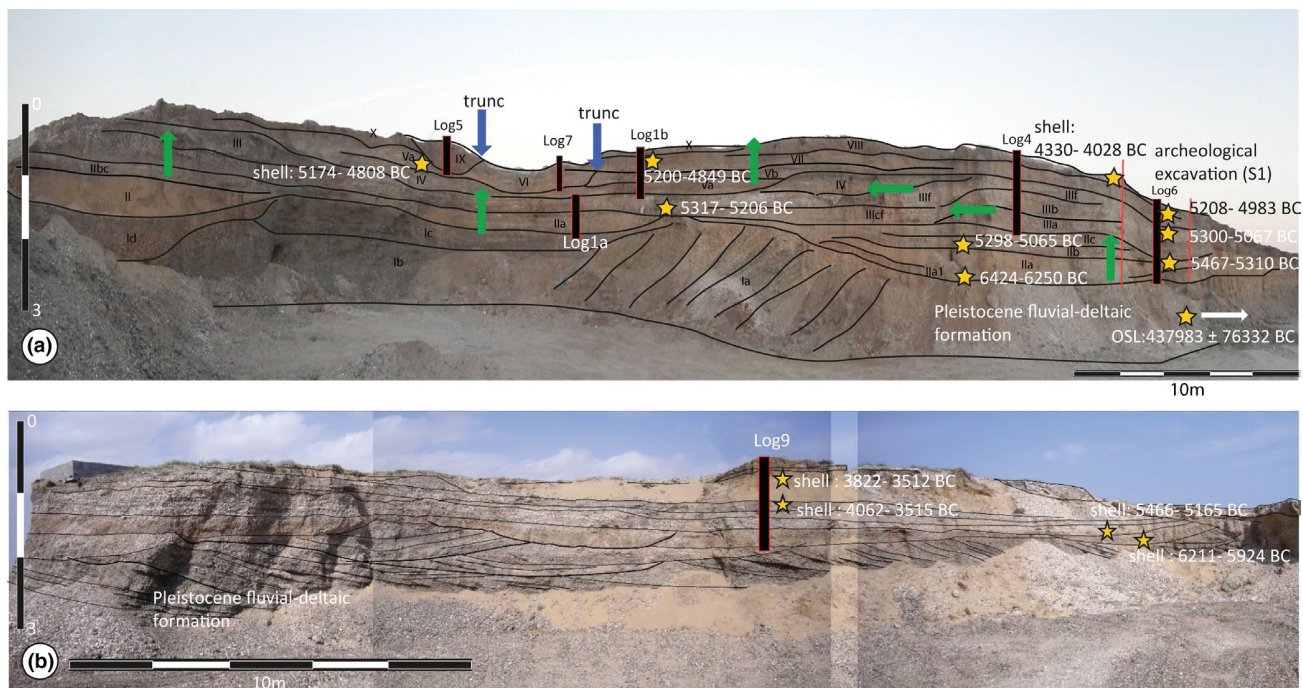 trunc
trunc
0
X
Log5
Log7
Log1b
X
VIII
Log4
shell:
4330- 4028 BC
III
Va
IX
VII
archeological
excavation (S1)
IIbc
shell: 5174- 4808 BC
IV
VI
5200-4849 BC
Va
Vb
IV
IIIf
IIIf
Log6
5208- 4983 BC
II
IIa
5317- 5206 BC
IIIcf
IIIb
IIIa
5300-5067 BC
Id
Ic
Log1a
5298-5065 BC
IIc
IIb
5467-5310 BC
Ib
Ia
IIa1
6424-6250 BC
IIa
3
Pleistocene fluvial-deltaic
formation
OSL:437983 ± 76332 BC
(a)
10m
0
Log9
shell : 3822- 3512 BC
shell : 4062- 3515 BC
shell: 5466- 5165 BC
shell : 6211- 5924 BC
Pleistocene fluvial-deltaic
formation
3
(b)
10m